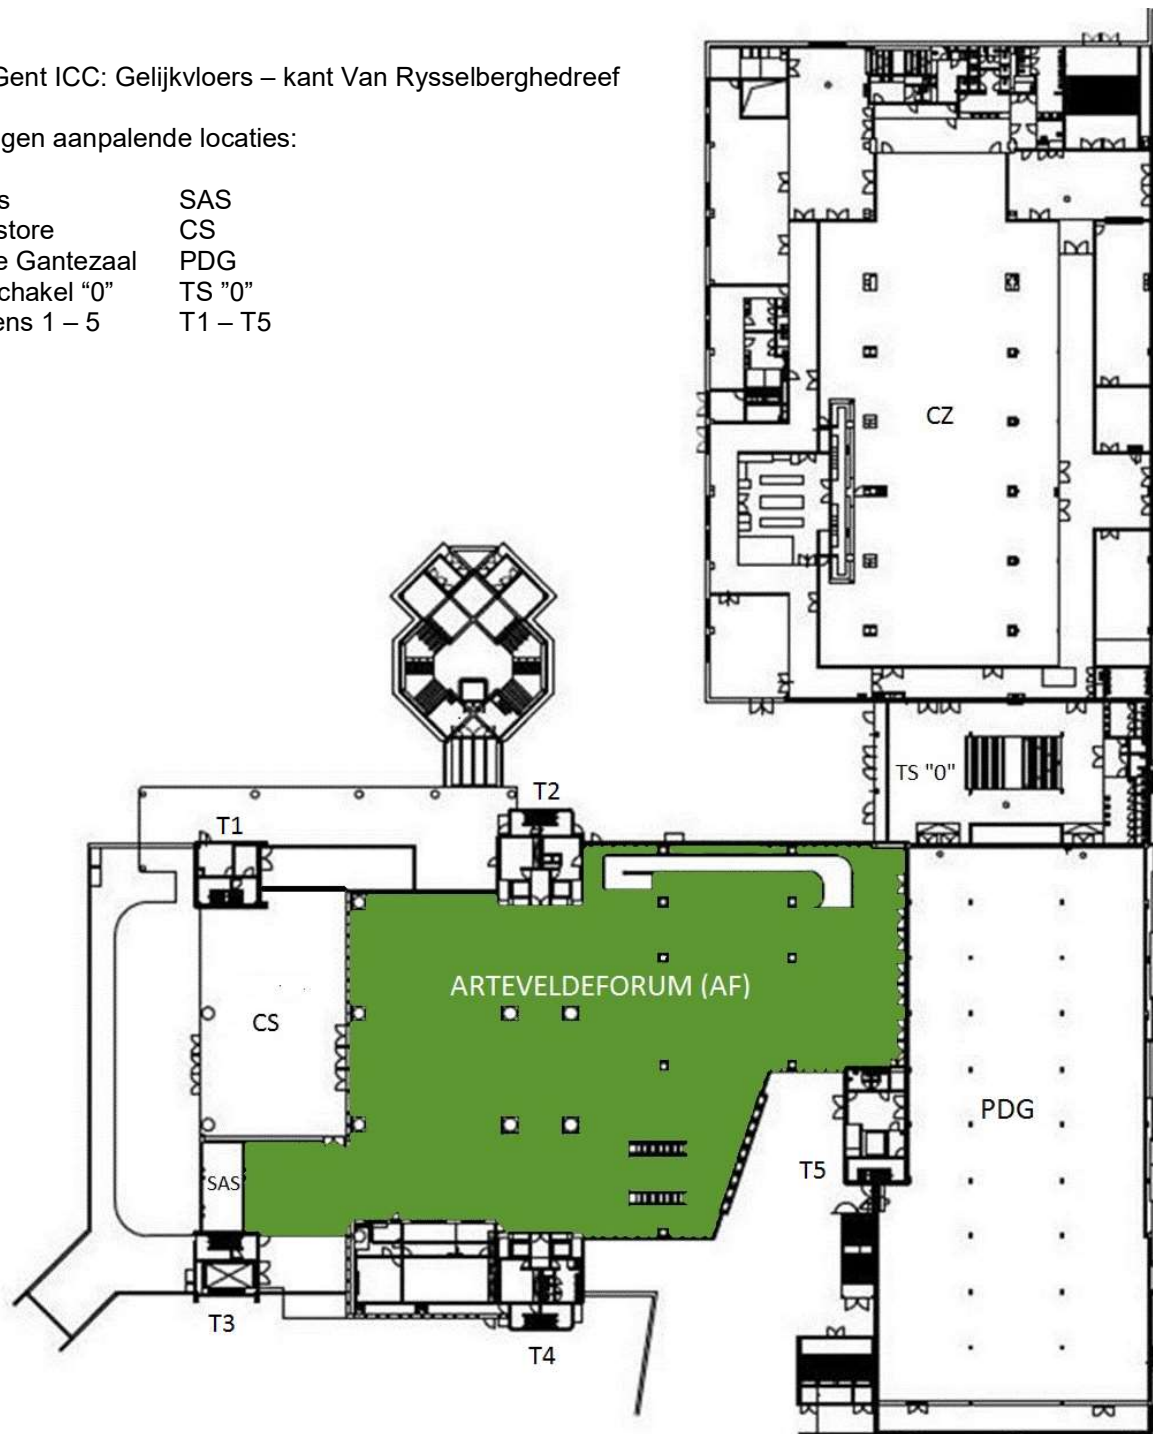 Gent ICC: Gelijkvloers – kant Van Rysselberghedreef
gen aanpalende locaties:
s SAS
store CS
e Gantezaal PDG
chakel “0” TS ”0”
ens 1 – 5 T1 – T5
CZ
TS "0"
T2
T1
ARTEVELDEFORUM (AF)
CS
PDG
T5
SAS
T3
T4